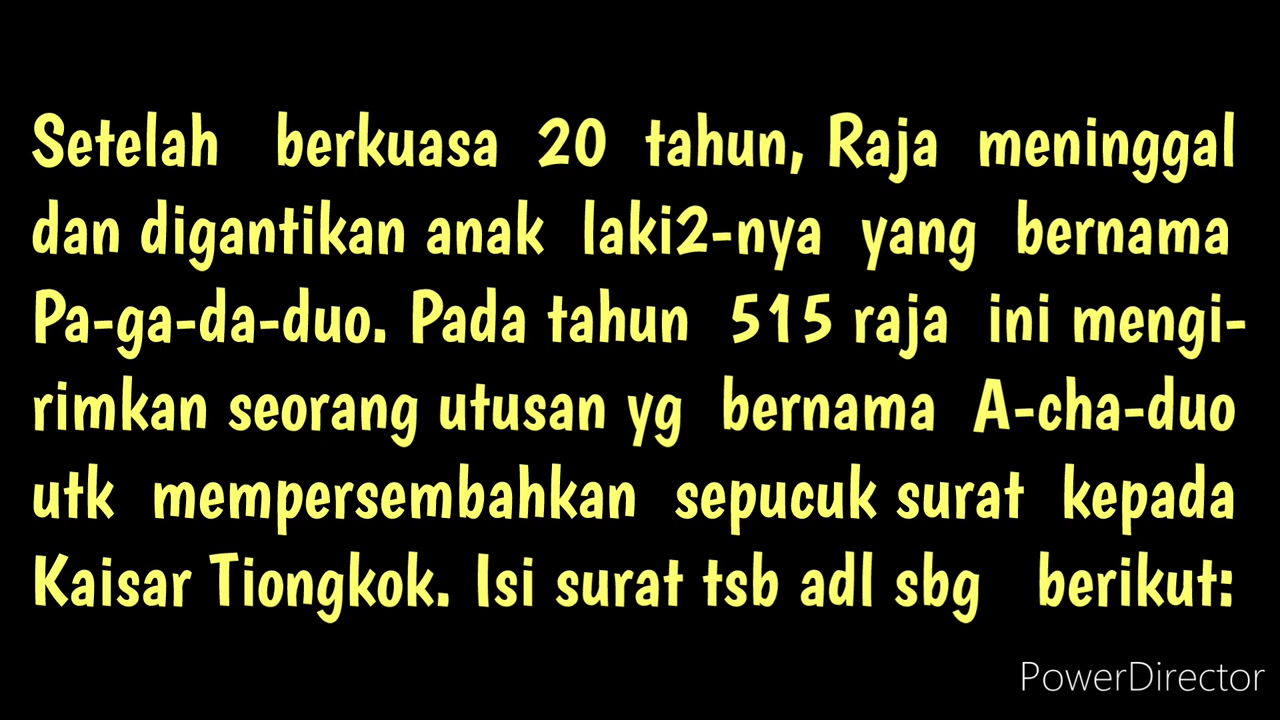 Setelah berkuasa 20 tahun, Raja meninggal
dan digantikan anak laki2-nya yang bernama
Pa-ga-da-duo. Pada tahun 515 raja ini mengi-
rimkan seorang utusan yg bernama A-cha-duo
utk mempersembahkan sepucuk surat kepada
Kaisar Tiongkok. Isi surat tsb adl sbg berikut:
PowerDirector